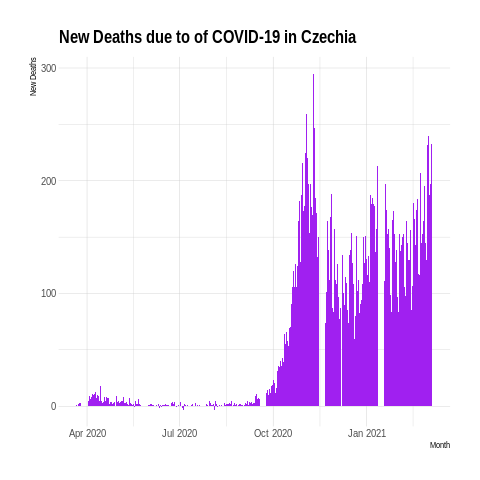 New Deaths due to of COVID-19 in Czechia
New Deaths
300
200
100
0
Apr 2020 Jul 2020 Oct 2020 Jan 2021
Month